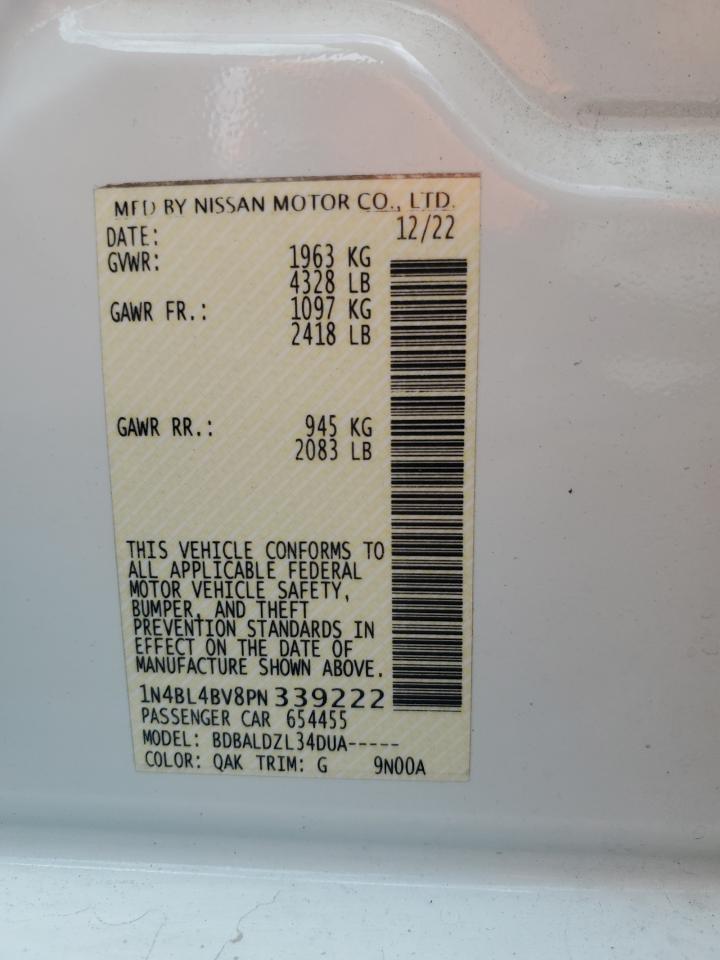 MFD BY NISSAN MOTOR CO., LTD.
DATE: 12/22
GVWR: 1963 KG
4328 LB
GAWR FR.: 1097 KG
2418 LB
GAWR RR.: 945 KG
2083 LB
THIS VEHICLE CONFORMS TO
ALL APPLICABLE FEDERAL
MOTOR VEHICLE SAFETY,
BUMPER, AND THEFT
PREVENTION STANDARDS IN
EFFECT ON THE DATE OF
MANUFACTURE SHOWN ABOVE.
1N4BL4BV8PN339222
PASSENGER CAR 654455
MODEL: BDBALDZL34DUA-----
COLOR: QAK TRIM: G 9N00A